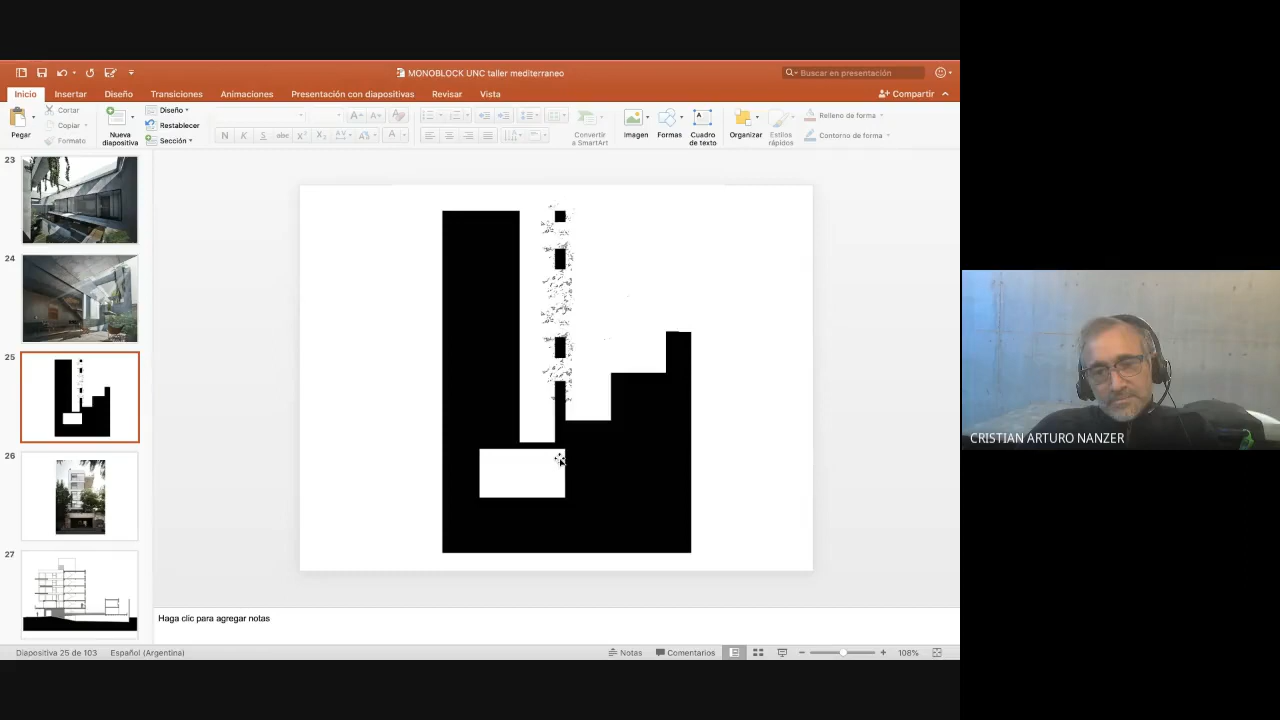 MONOBLOCK UNC taller mediterraneo
Buscar en presentación
Inicio Insertar Diseño Transiciones Animaciones Presentación con diapositivas Revisar Vista
Compartir
Pegar
Cortar
Copiar
Formato
Nueva
diapositiva
Diseño
Restablecer
Sección
N K S abc X² X₂
Convertir
a SmartArt
Imagen
Formas
Cuadro
de texto
Organizar
Estilos
rápidos
Relleno de forma
Contorno de forma
23
24
25
26
27
CRISTIAN ARTURO NANZER
Haga clic para agregar notas
Diapositiva 25 de 103 Español (Argentina) Notas Comentarios 108%